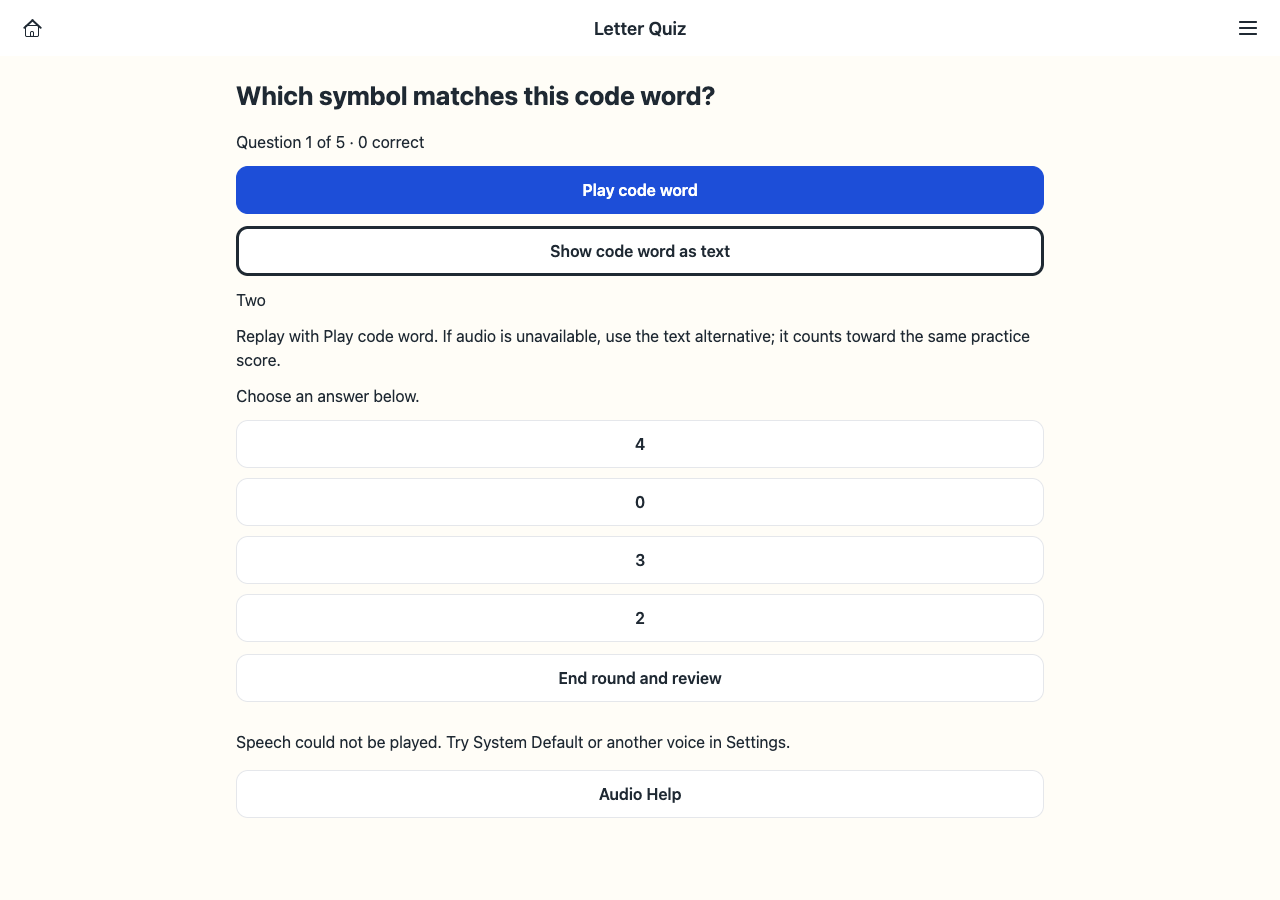 Letter Quiz
Which symbol matches this code word?
Question 1 of 5 · 0 correct
Play code word
Show code word as text
Two
Replay with Play code word. If audio is unavailable, use the text alternative; it counts toward the same practice
score.
Choose an answer below.
4
0
3
2
End round and review
Speech could not be played. Try System Default or another voice in Settings.
Audio Help